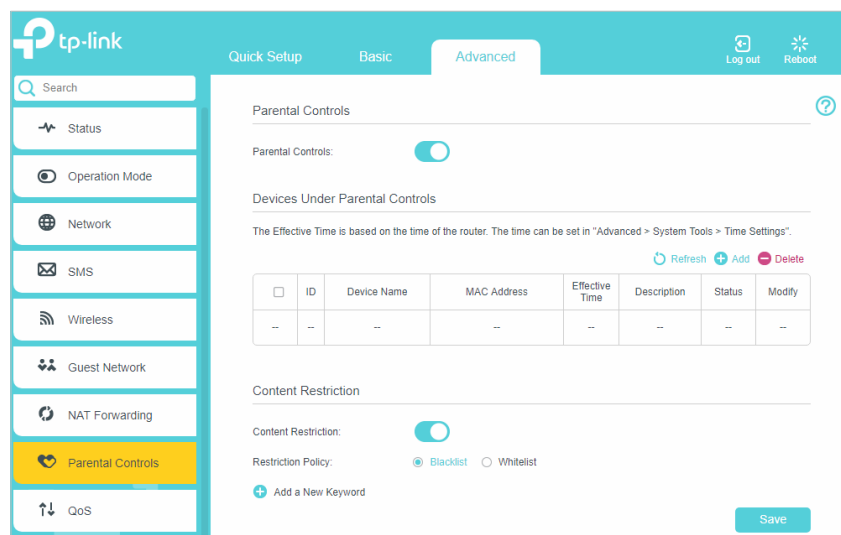 tp-link
Quick Setup Basic Advanced Log out Reboot
Search
Status
Operation Mode
Network
SMS
Wireless
Guest Network
NAT Forwarding
Parental Controls
QoS
Parental Controls
Parental Controls:
Devices Under Parental Controls
The Effective Time is based on the time of the router. The time can be set in "Advanced > System Tools > Time Settings".
Refresh Add Delete
ID Device Name MAC Address Effective Time Description Status Modify
-- -- -- -- -- -- -- --
Content Restriction
Content Restriction:
Restriction Policy: Blacklist Whitelist
Add a New Keyword
Save